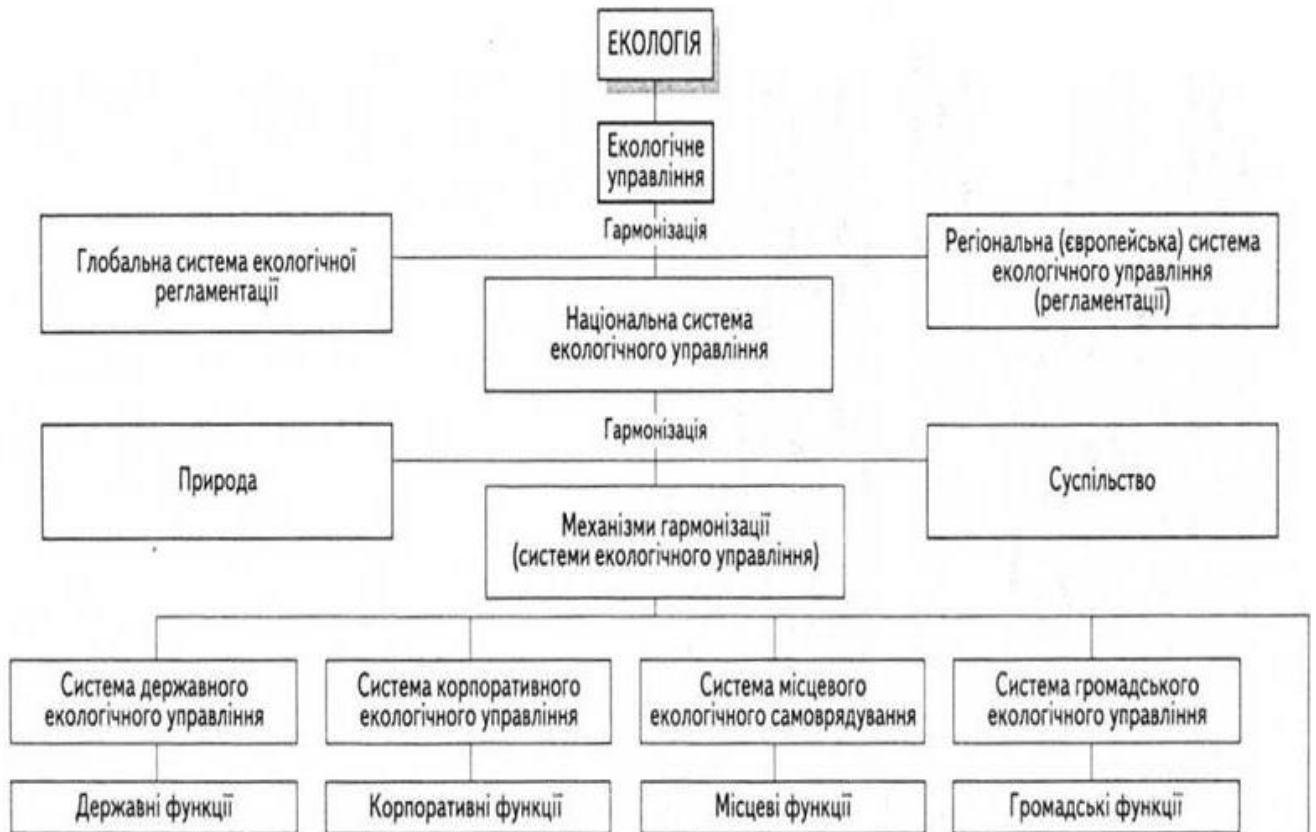 ЕКОЛОГІЯ
Екологічне
управління
Гармонізація
Глобальна система екологічної
регламентації
Регіональна (європейська) система
екологічного управління
(регламентації)
Національна система
екологічного управління
Гармонізація
Природа
Суспільство
Механізми гармонізації
(системи екологічного управління)
Система державного
екологічного управління
Система корпоративного
екологічного управління
Система місцевого
екологічного самоврядування
Система громадського
екологічного управління
Державні функції
Корпоративні функції
Місцеві функції
Громадські функції